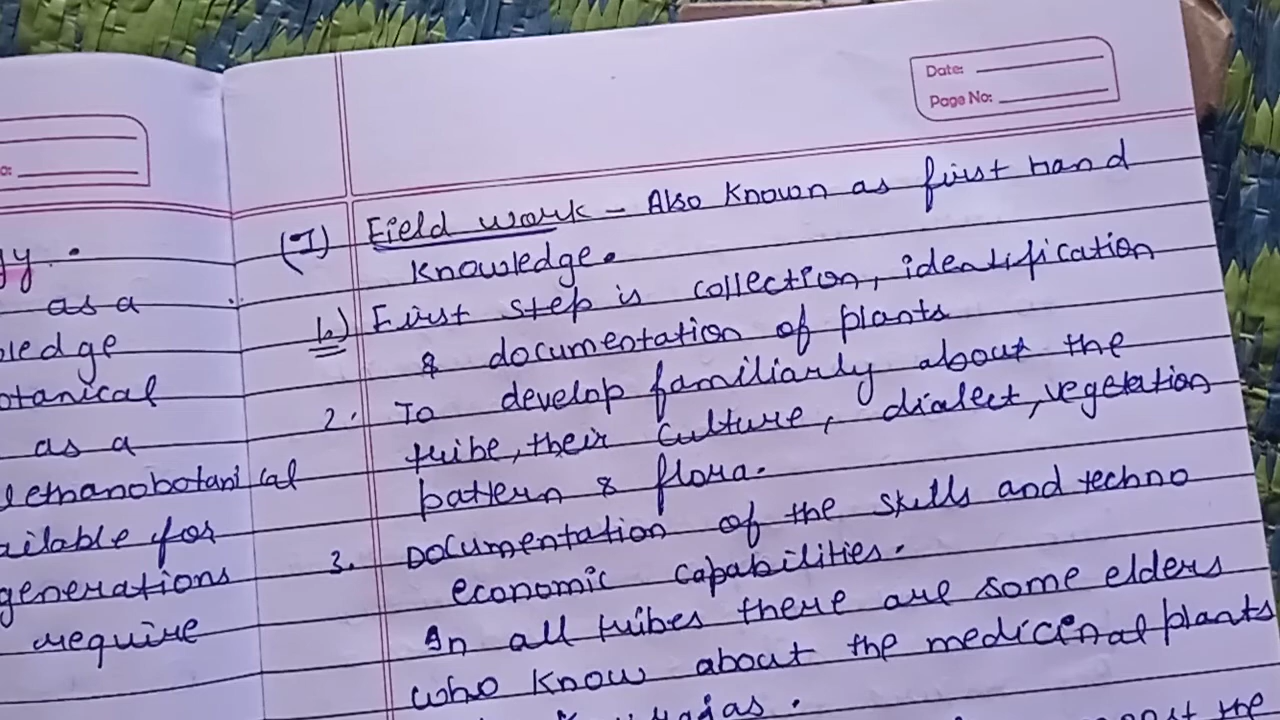 Date:
Page No:
gy.
as a
ledge
otanical
as a
ethanobotanical
ailable for
generations
require
(I) Field work - Also Known as first hand
Knowledge.
b) First step is collection, identification
& documentation of plants
2. To develop familiarly about the
tribe, their culture, dialect, vegetation
pattern & flora.
3. Documentation of the skills and techno
economic capabilities.
In all tribes there are some elders
who know about the medicinal plants
the